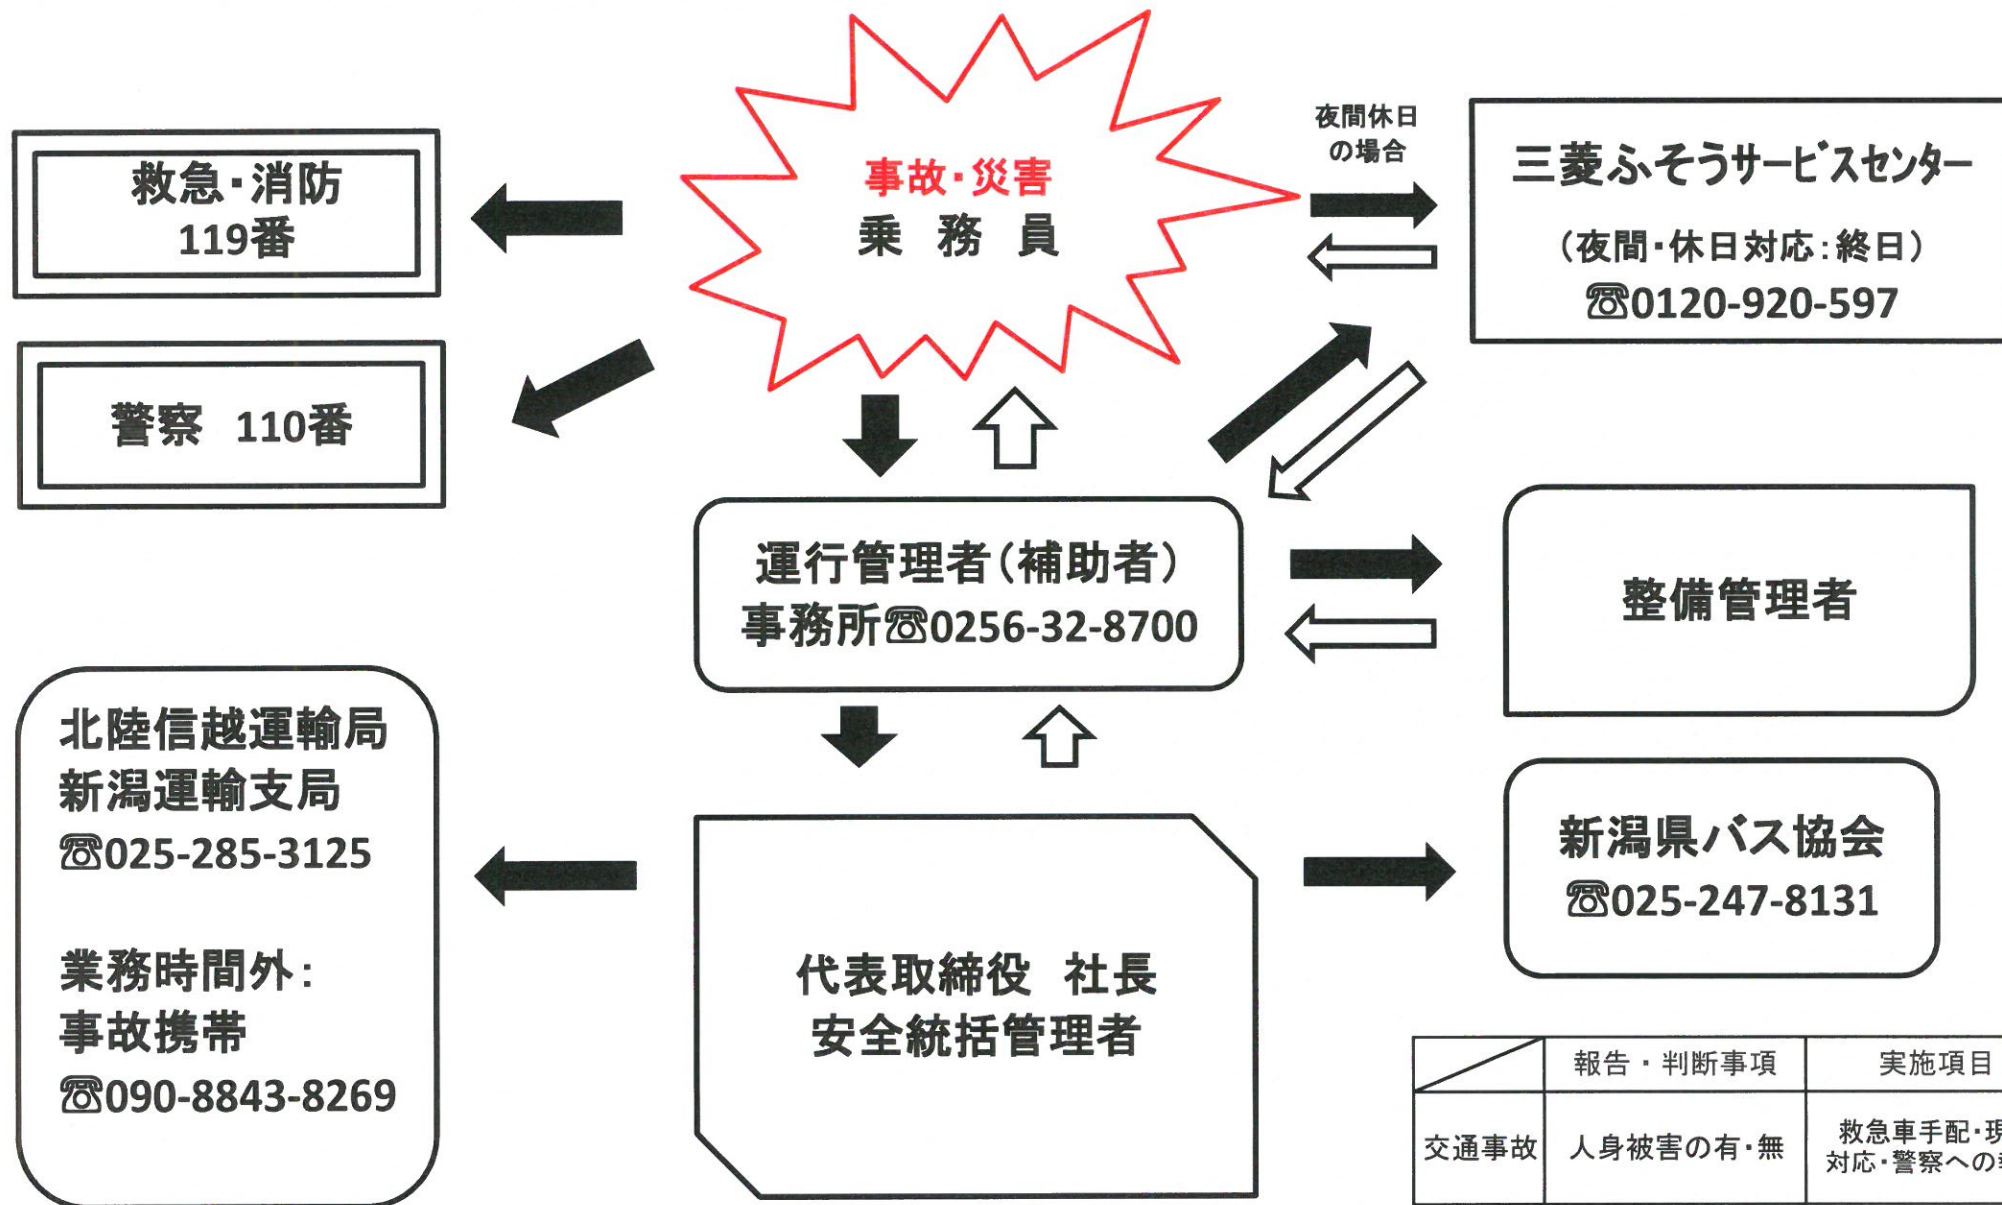 事故・災害
乗 務 員
救急・消防
119番
警察 110番
夜間休日
の場合
三菱ふそうサービスセンター
(夜間・休日対応:終日)
☎0120-920-597
運行管理者(補助者)
事務所☎0256-32-8700
整備管理者
北陸信越運輸局
新潟運輸支局
☎025-285-3125
業務時間外:
事故携帯
☎090-8843-8269
代表取締役 社長
安全統括管理者
新潟県バス協会
☎025-247-8131
報告・判断事項 実施項目
交通事故 人身被害の有・無 救急車手配・現
対応・警察への